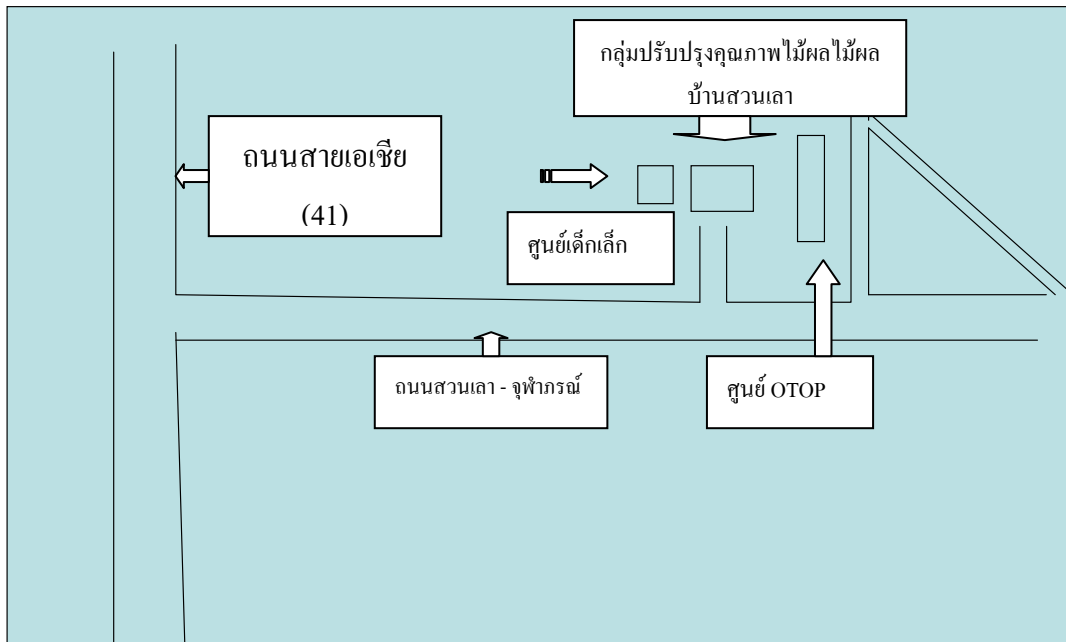 กลุ่มปรับปรุงคุณภาพไม้ผลไม้ผล
บ้านสวนเลา
ถนนสายเอเชีย
(41)
ศูนย์เด็กเล็ก
ถนนสวนเลา - จุฬาภรณ์
ศูนย์ OTOP